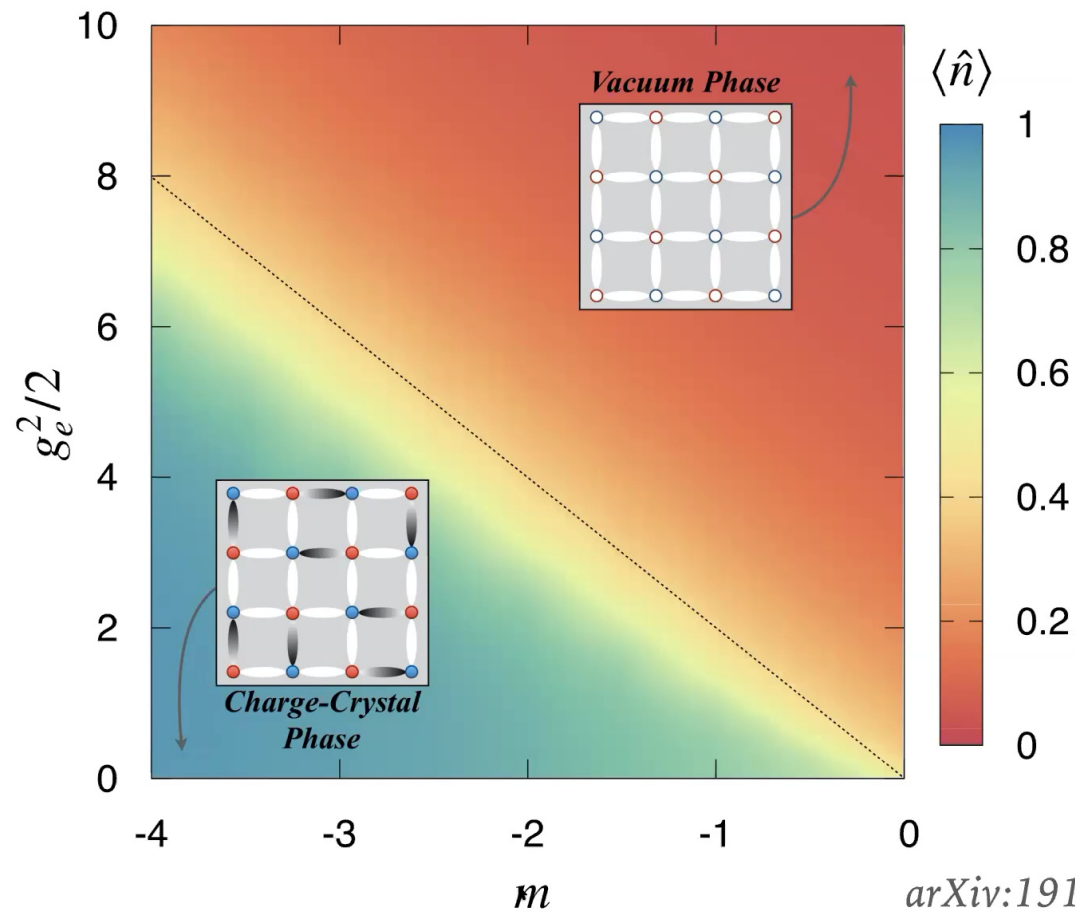 10
8
6
4
2
0
g_e^2/2
-4
-3
-2
-1
0
m
Vacuum Phase
Charge-Crystal
Phase
⟨n̂⟩
1
0.8
0.6
0.4
0.2
0
arXiv:191